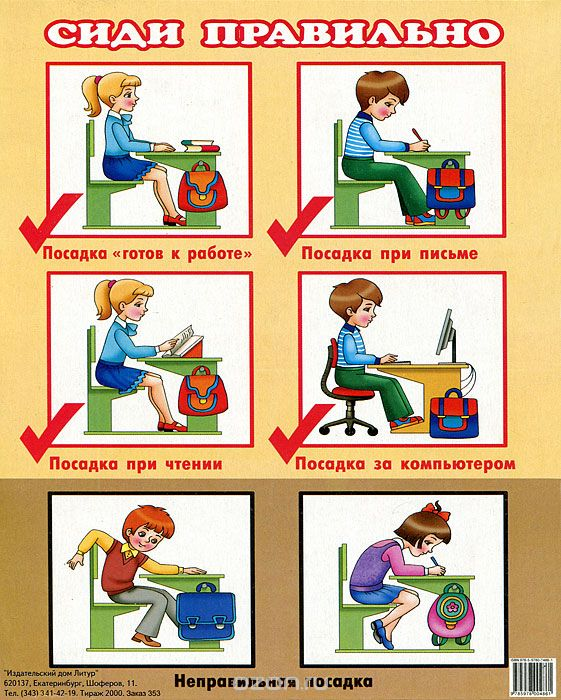 СИДИ ПРАВИЛЬНО
Посадка «готов к работе»
Посадка при письме
Посадка при чтении
Посадка за компьютером
Неправильная посадка
"Издательский дом Литур"
620137, Екатеринбург, Шоферов, 11.
Тел. (343) 341-42-19. Тираж 2000. Заказ 353